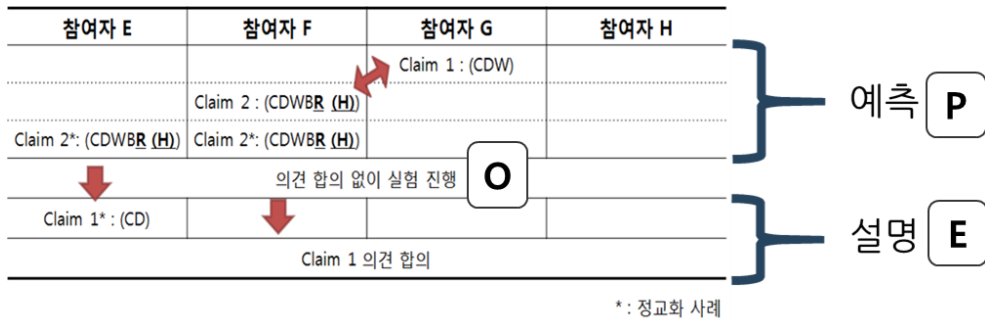 참여자 E 참여자 F 참여자 G 참여자 H
Claim 1 : (CDW)
Claim 2 : (CDWBR (H))
Claim 2*: (CDWBR (H)) Claim 2*: (CDWBR (H))
예측 P
의견 합의 없이 실험 진행 O
Claim 1* : (CD)
설명 E
Claim 1 의견 합의
* : 정교화 사례